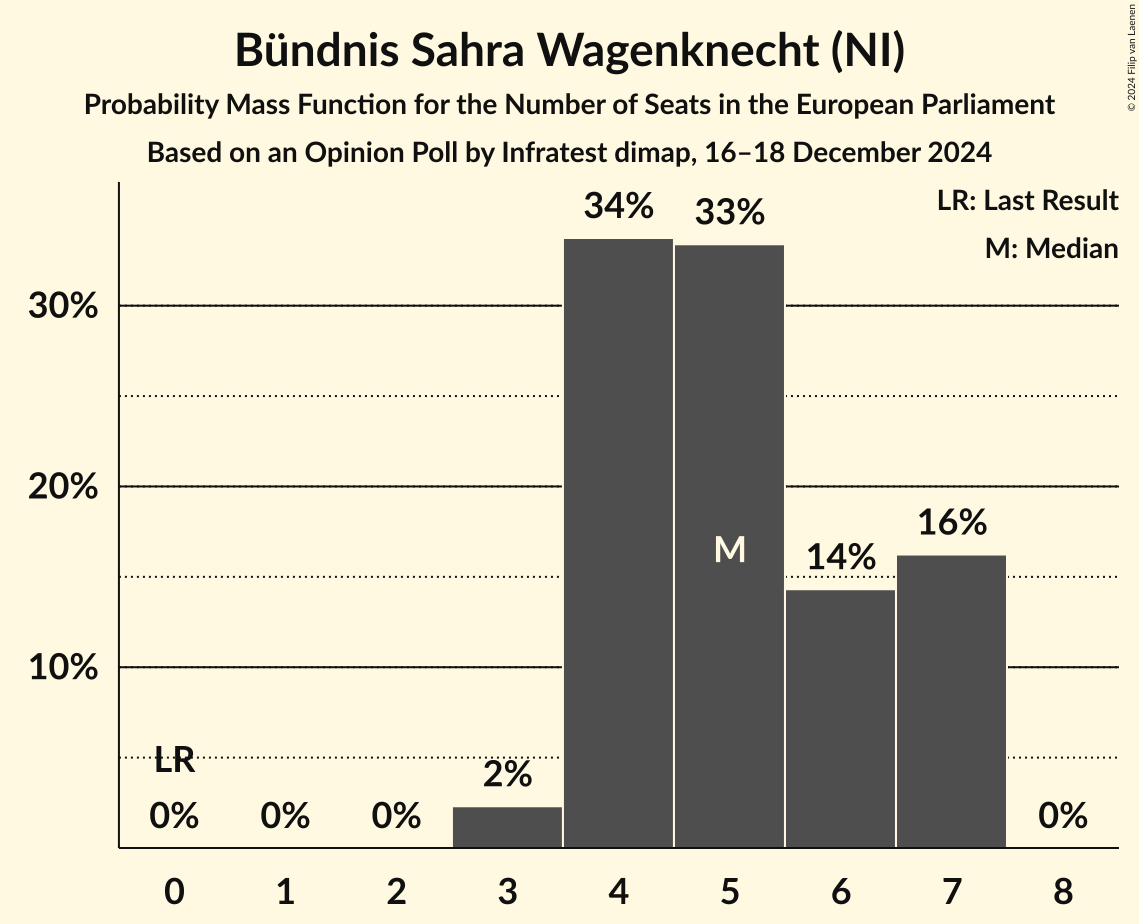 Bündnis Sahra Wagenknecht (NI)
Probability Mass Function for the Number of Seats in the European Parliament
Based on an Opinion Poll by Infratest dimap, 16–18 December 2024
© 2024 Filip van Laenen
LR: Last Result
M: Median
34%
33%
30%
20%
16%
M
14%
10%
LR
2%
0%
0%
0%
0%
0
1
2
3
4
5
6
7
8